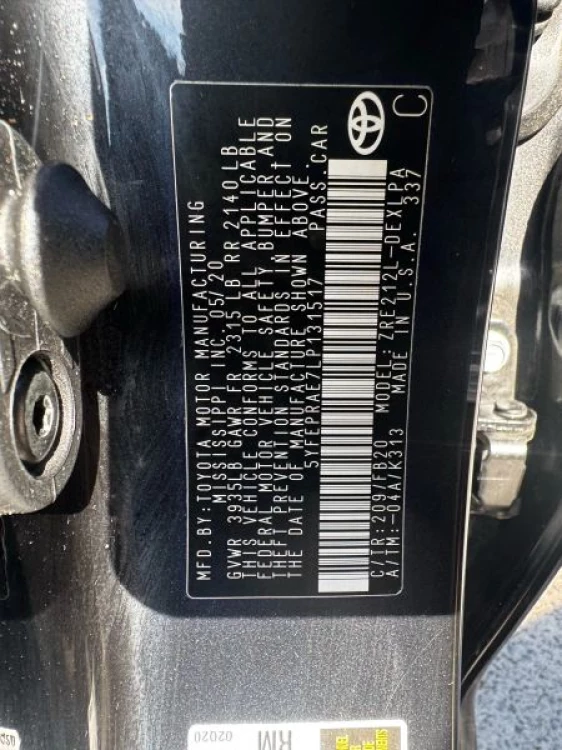 MFD. BY: TOYOTA MOTOR MANUFACTURING
MISSISSIPPI INC. 05/20
GVWR 3935LB GAWR FR 2315 LB RR 2140 LB
THIS VEHICLE CONFORMS TO ALL APPLICABLE
FEDERAL MOTOR VEHICLE SAFETY, BUMPER AND
THEFT PREVENTION STANDARDS IN EFFECT ON
THE DATE OF MANUFACTURE SHOWN ABOVE.
5YFEPRAE7LP131517 PASS. CAR
C/TR: 209/FB20 MODEL: ZRE212L-DEXLPA
A/TM: -04A/K313 MADE IN U.S.A. 337
C
02020
RM